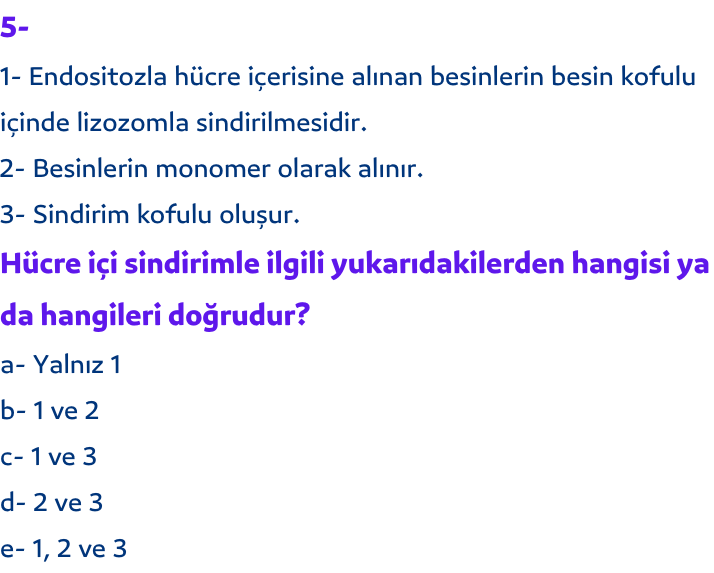 5-
1- Endositozla hücre içerisine alınan besinlerin besin kofulu
içinde lizozomla sindirilmesidir.
2- Besinlerin monomer olarak alınır.
3- Sindirim kofulu oluşur.
Hücre içi sindirimle ilgili yukarıdakilerden hangisi ya
da hangileri doğrudur?
a- Yalnız 1
b- 1 ve 2
c- 1 ve 3
d- 2 ve 3
e- 1, 2 ve 3